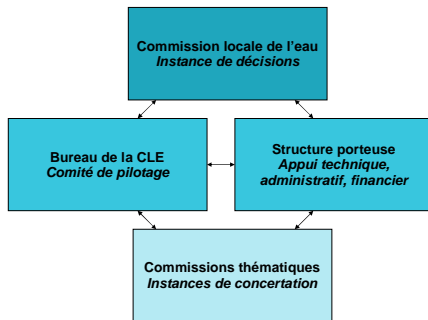 Commission locale de l'eau
Instance de décisions
Bureau de la CLE
Comité de pilotage
Structure porteuse
Appui technique,
administratif, financier
Commissions thématiques
Instances de concertation